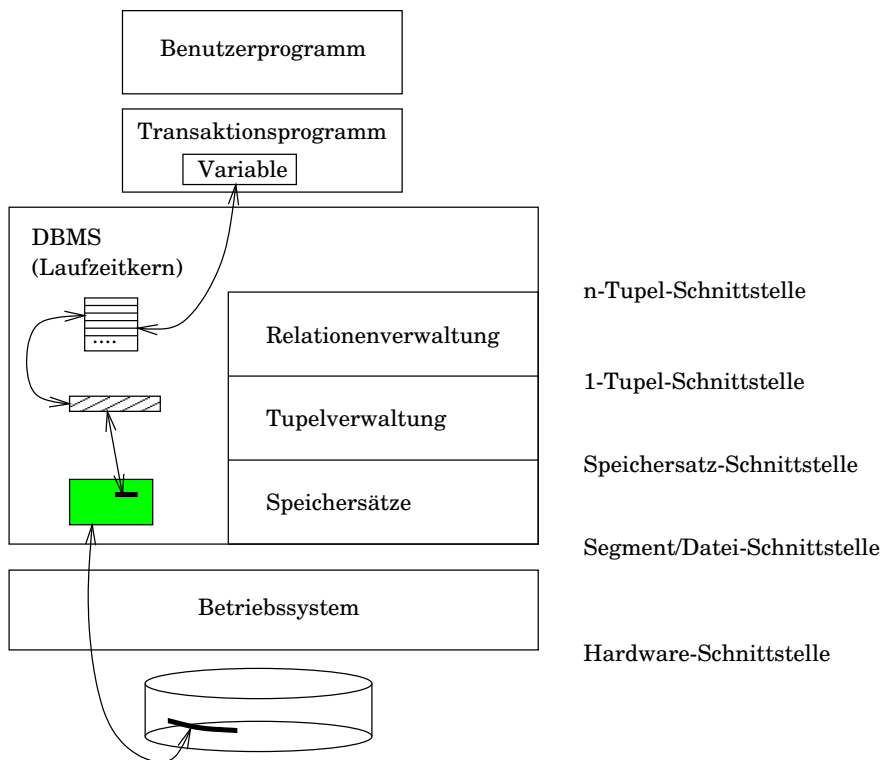 Benutzerprogramm
Transaktionsprogramm
Variable
DBMS
(Laufzeitkern)
n-Tupel-Schnittstelle
Relationenverwaltung
1-Tupel-Schnittstelle
Tupelverwaltung
Speichersatz-Schnittstelle
Speichersätze
Segment/Datei-Schnittstelle
Betriebssystem
Hardware-Schnittstelle